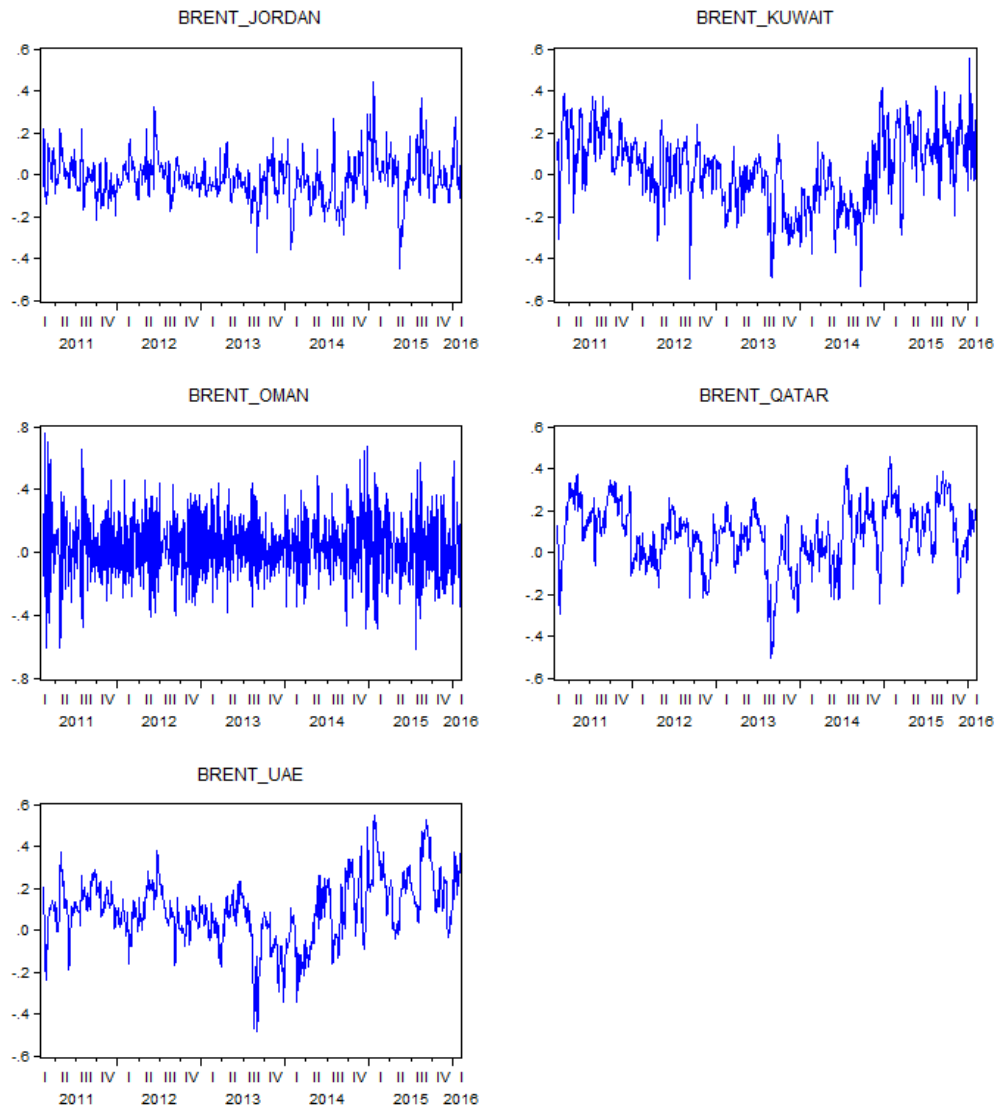 BRENT_JORDAN
.6
.4
.2
.0
-.2
-.4
-.6
I II III IV I II III IV I II III IV I II III IV I II III IV I
2011 2012 2013 2014 2015 2016
BRENT_KUWAIT
.6
.4
.2
.0
-.2
-.4
-.6
I II III IV I II III IV I II III IV I II III IV I II III IV I
2011 2012 2013 2014 2015 2016
BRENT_OMAN
.8
.4
.0
-.4
-.8
I II III IV I II III IV I II III IV I II III IV I II III IV I
2011 2012 2013 2014 2015 2016
BRENT_QATAR
.6
.4
.2
.0
-.2
-.4
-.6
I II III IV I II III IV I II III IV I II III IV I II III IV I
2011 2012 2013 2014 2015 2016
BRENT_UAE
.6
.4
.2
.0
-.2
-.4
-.6
I II III IV I II III IV I II III IV I II III IV I II III IV I
2011 2012 2013 2014 2015 2016